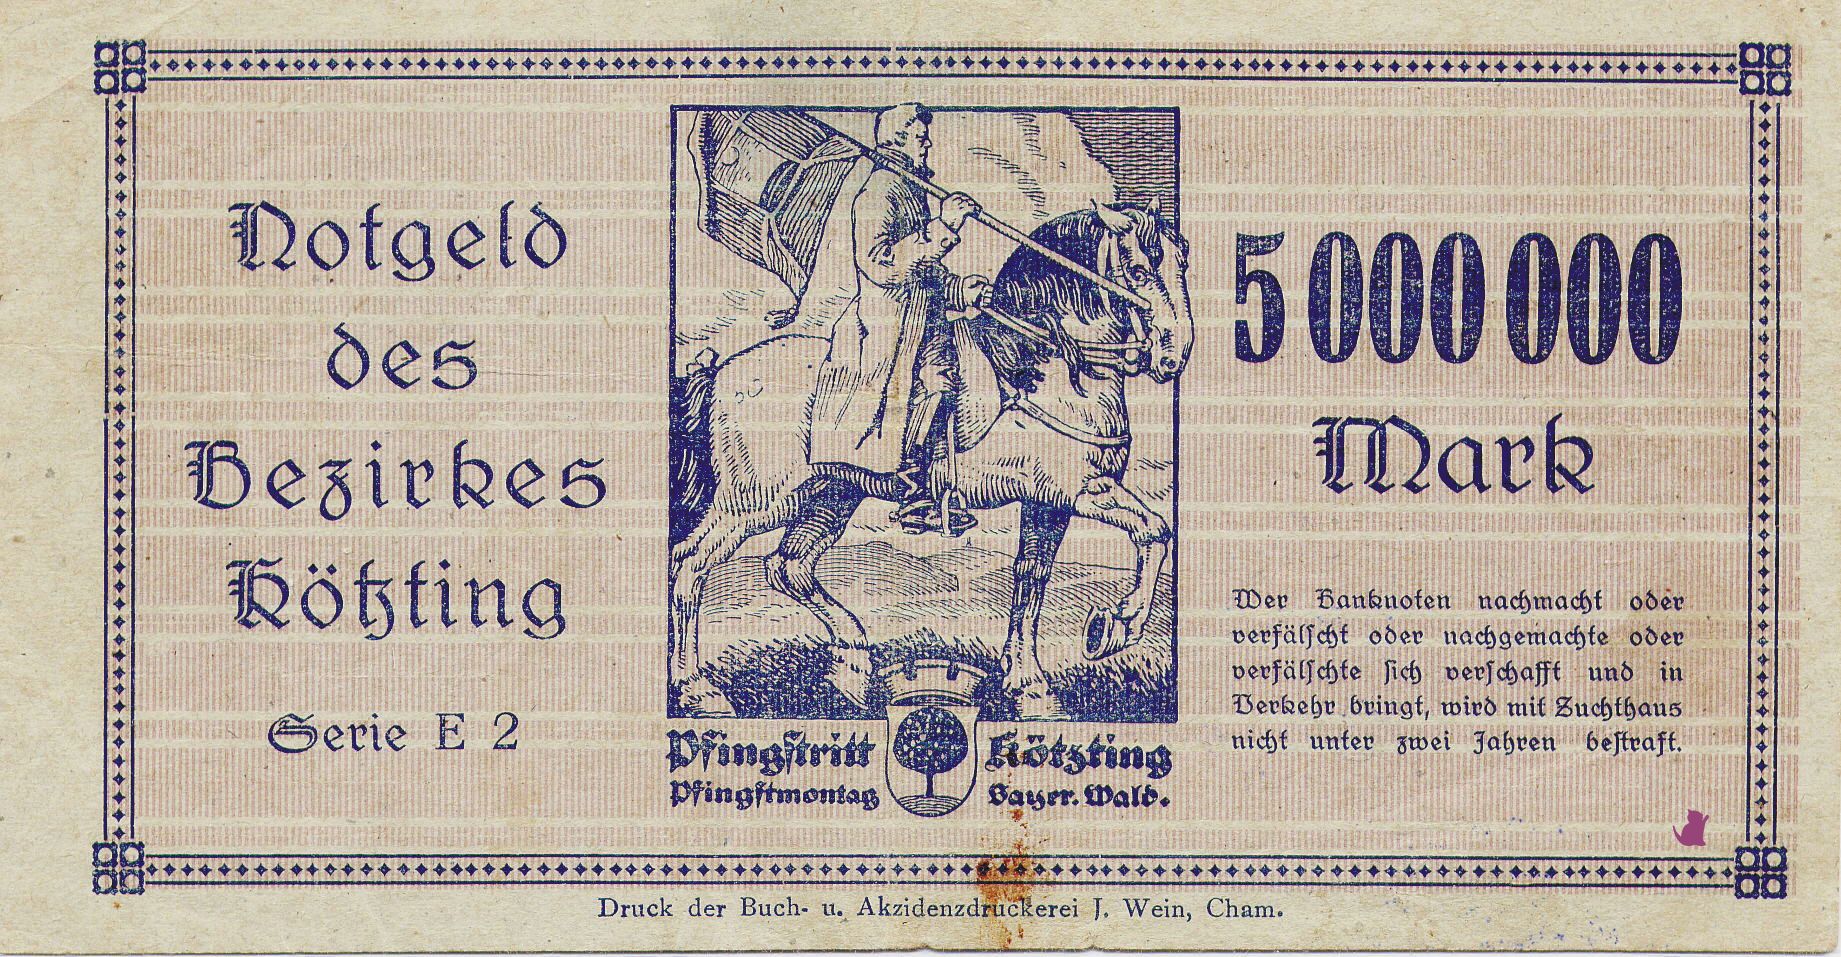 Notgeld
des
Bezirkes
Kötzting
Serie E 2
Pfingstritt Kötzting
Pfingstmontag Bayer. Wald.
5 000 000
Mark
Wer Banknoten nachmacht oder
verfälscht oder nachgemachte oder
verfälschte sich verschafft und in
Verkehr bringt, wird mit Zuchthaus
nicht unter zwei Jahren bestraft.
Druck der Buch- u. Akzidenzdruckerei J. Wein, Cham.